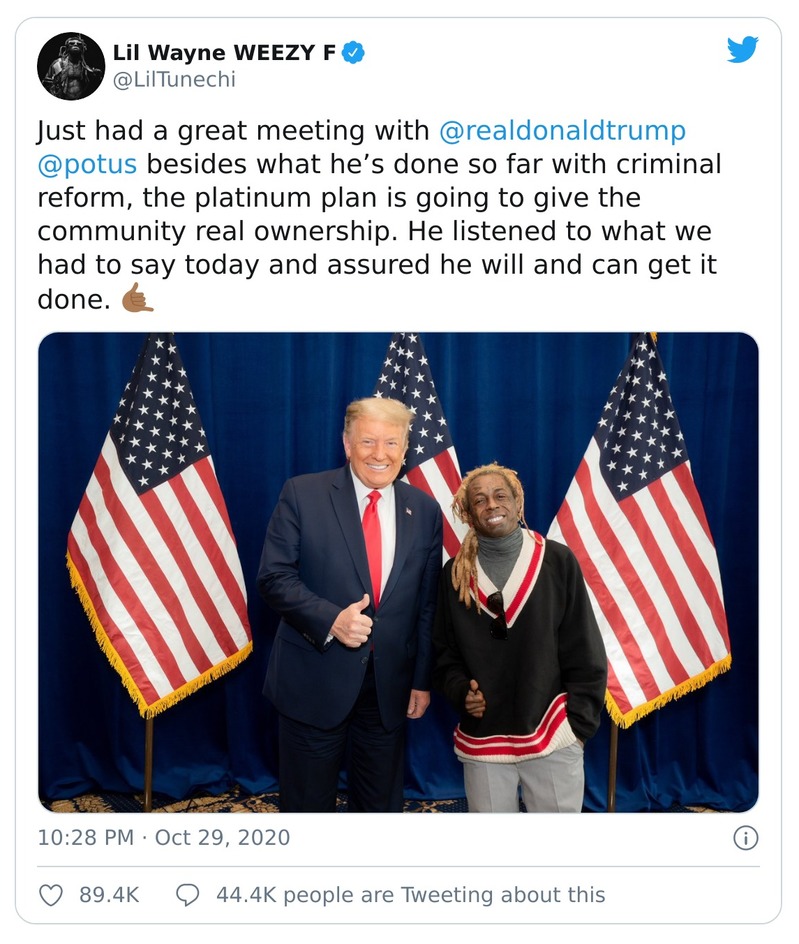 Lil Wayne WEEZY F
@LilTunechi
Just had a great meeting with @realdonaldtrump
@potus besides what he’s done so far with criminal
reform, the platinum plan is going to give the
community real ownership. He listened to what we
had to say today and assured he will and can get it
done. 🤙🏾
10:28 PM · Oct 29, 2020
89.4K 44.4K people are Tweeting about this